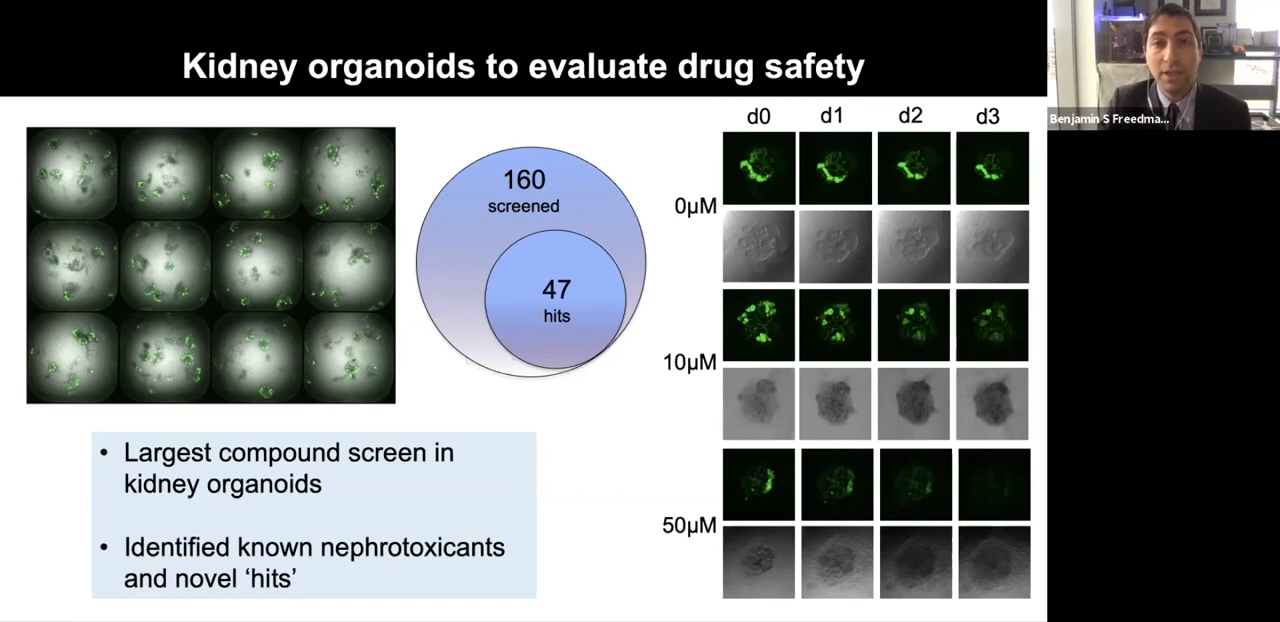 Kidney organoids to evaluate drug safety
Benjamin S Freedma...
d0 d1 d2 d3
160
screened
47
hits
0µM
10µM
50µM
• Largest compound screen in
kidney organoids
• Identified known nephrotoxicants
and novel ‘hits’